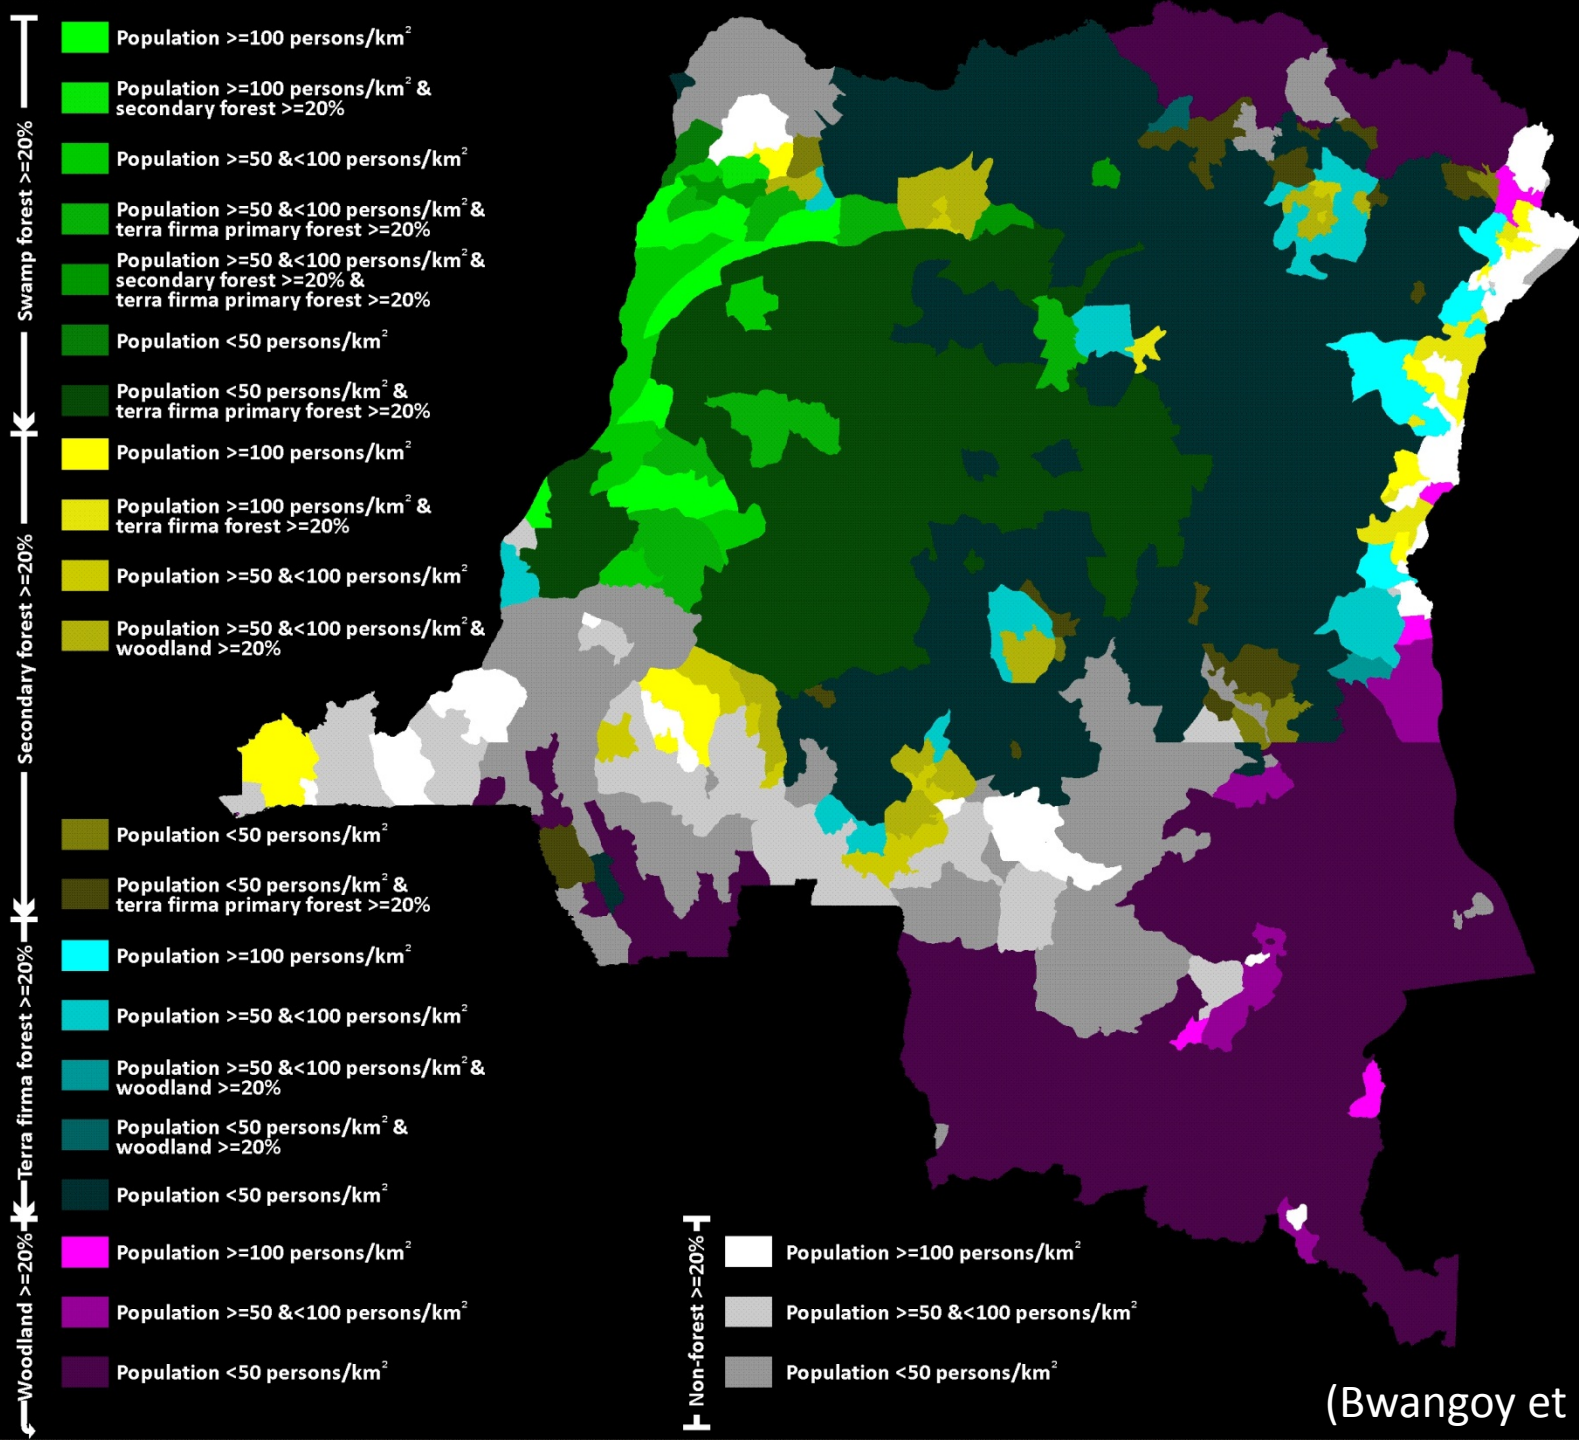 Swamp forest >=20%
Population >=100 persons/km²
Population >=100 persons/km² &
secondary forest >=20%
Population >=50 &<100 persons/km²
Population >=50 &<100 persons/km² &
terra firma primary forest >=20%
Population >=50 &<100 persons/km² &
secondary forest >=20% &
terra firma primary forest >=20%
Population <50 persons/km²
Population <50 persons/km² &
terra firma primary forest >=20%
Secondary forest >=20%
Population >=100 persons/km²
Population >=100 persons/km² &
terra firma forest >=20%
Population >=50 &<100 persons/km²
Population >=50 &<100 persons/km² &
woodland >=20%
Population <50 persons/km²
Population <50 persons/km² &
terra firma primary forest >=20%
Terra firma forest >=20%
Population >=100 persons/km²
Population >=50 &<100 persons/km²
Population >=50 &<100 persons/km² &
woodland >=20%
Population <50 persons/km² &
woodland >=20%
Population <50 persons/km²
Woodland >=20%
Population >=100 persons/km²
Population >=50 &<100 persons/km²
Population <50 persons/km²
Non-forest >=20%
Population >=100 persons/km²
Population >=50 &<100 persons/km²
Population <50 persons/km²
(Bwangoy et